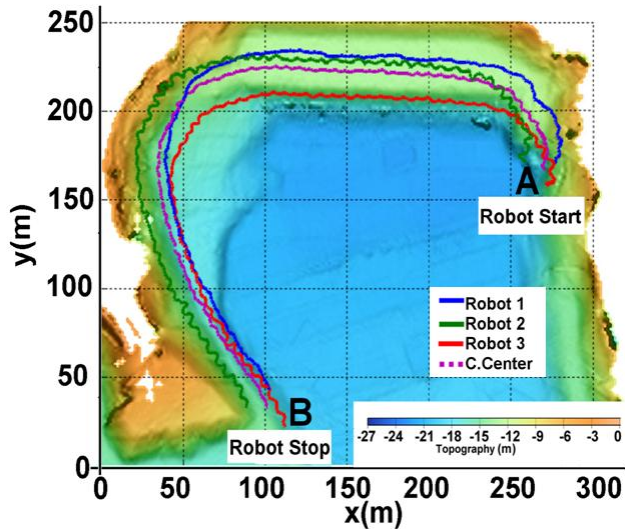 250
200
150
100
50
0
y(m)
A
Robot Start
Robot 1
Robot 2
Robot 3
C.Center
B
Robot Stop
-27 -24 -21 -18 -15 -12 -9 -6 -3 0
Topography (m)
0 50 100 150 200 250 300
x(m)